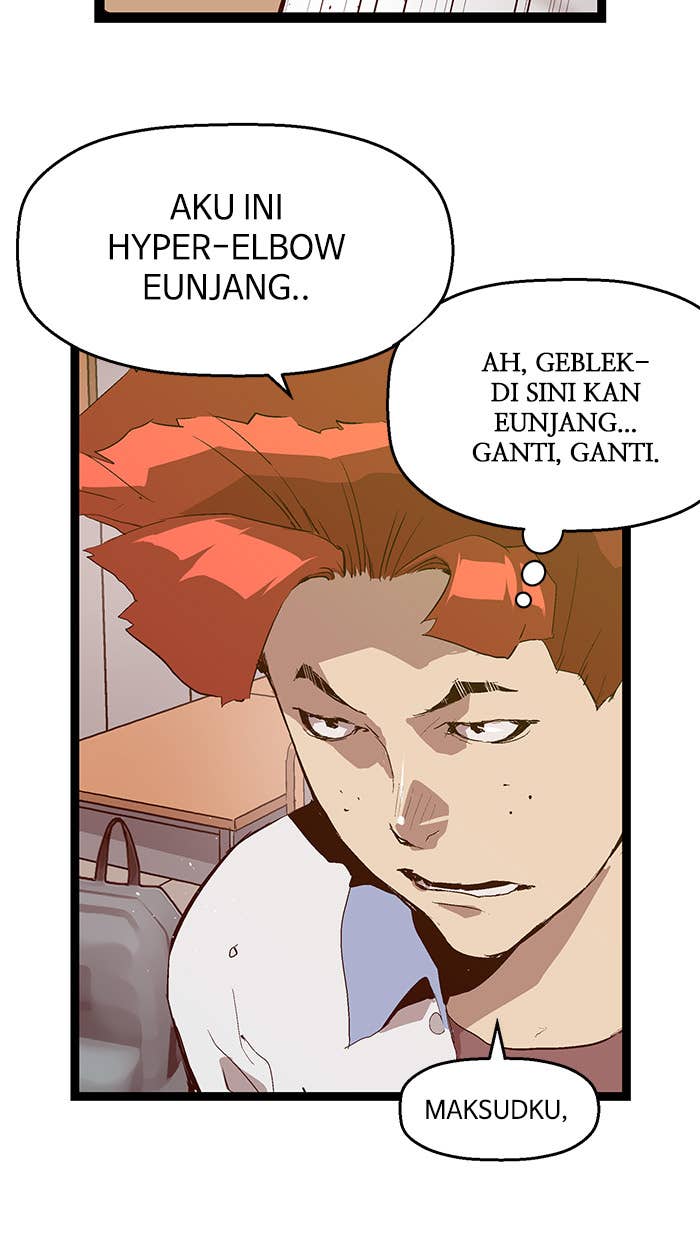 AKU INI
HYPER-ELBOW
EUNJANG..
AH, GEBLEK-
DI SINI KAN
EUNJANG...
GANTI, GANTI.
MAKSUDKU,